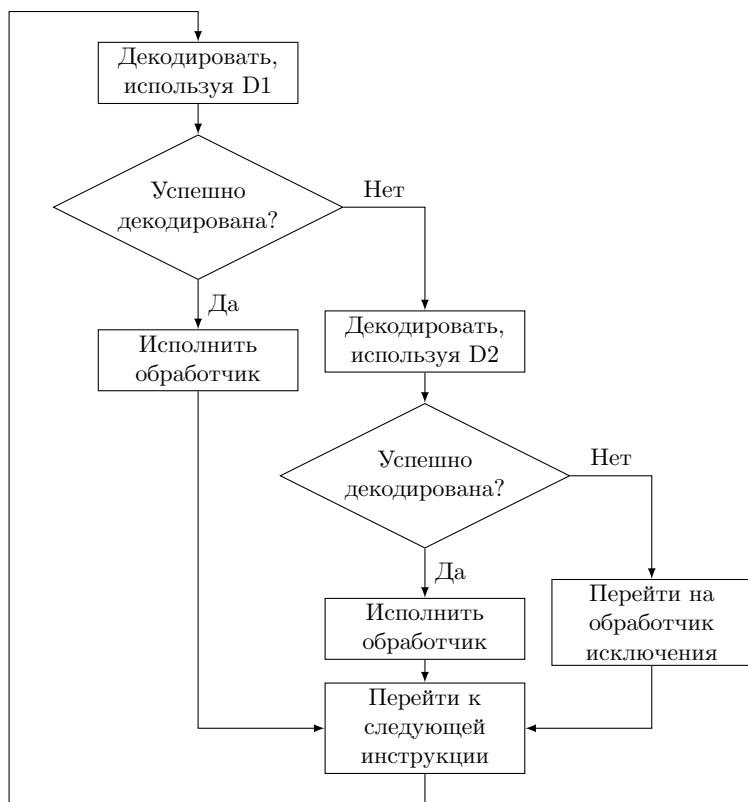 Декодировать,
используя D1
Успешно
декодирована?
Нет
Да
Исполнить
обработчик
Декодировать,
используя D2
Успешно
декодирована?
Нет
Да
Исполнить
обработчик
Перейти на
обработчик
исключения
Перейти к
следующей
инструкции